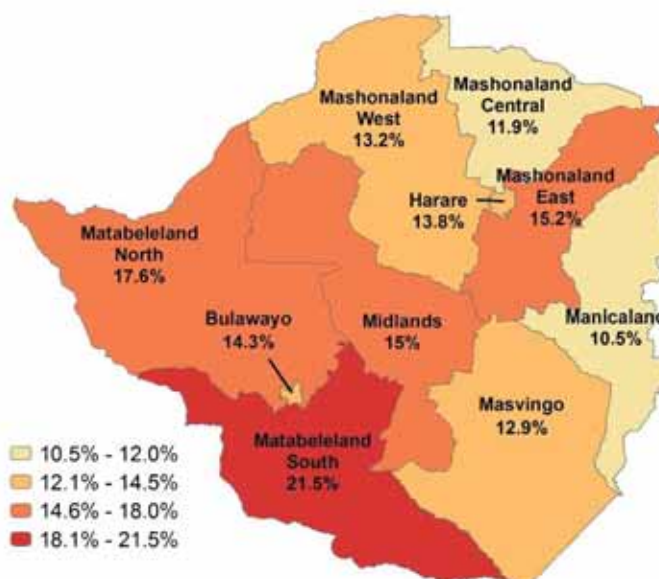 Mashonaland
Central
11.9%
Mashonaland
West
13.2%
Mashonaland
East
15.2%
Harare
13.8%
Matabeleland
North
17.6%
Bulawayo
14.3%
Midlands
15%
Manicaland
10.5%
Masvingo
12.9%
Matabeleland
South
21.5%
10.5% - 12.0%
12.1% - 14.5%
14.6% - 18.0%
18.1% - 21.5%